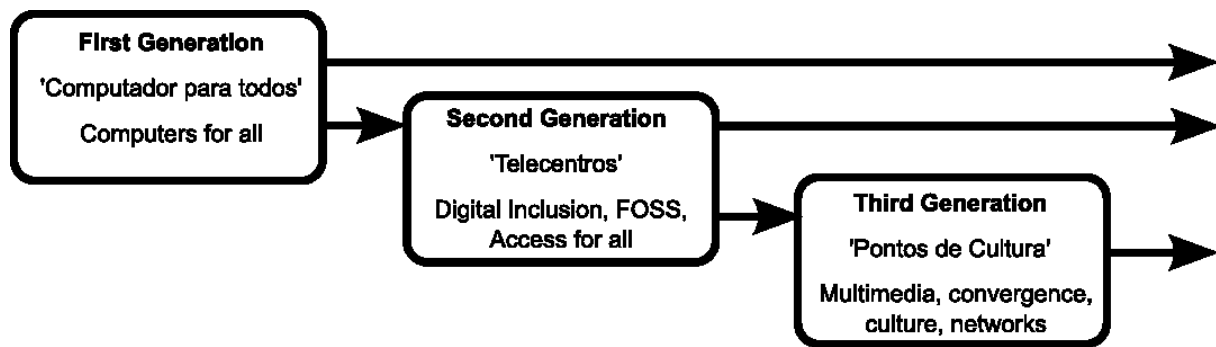 First Generation
'Computador para todos'
Computers for all
Second Generation
'Telecentros'
Digital Inclusion, FOSS,
Access for all
Third Generation
'Pontos de Cultura'
Multimedia, convergence,
culture, networks